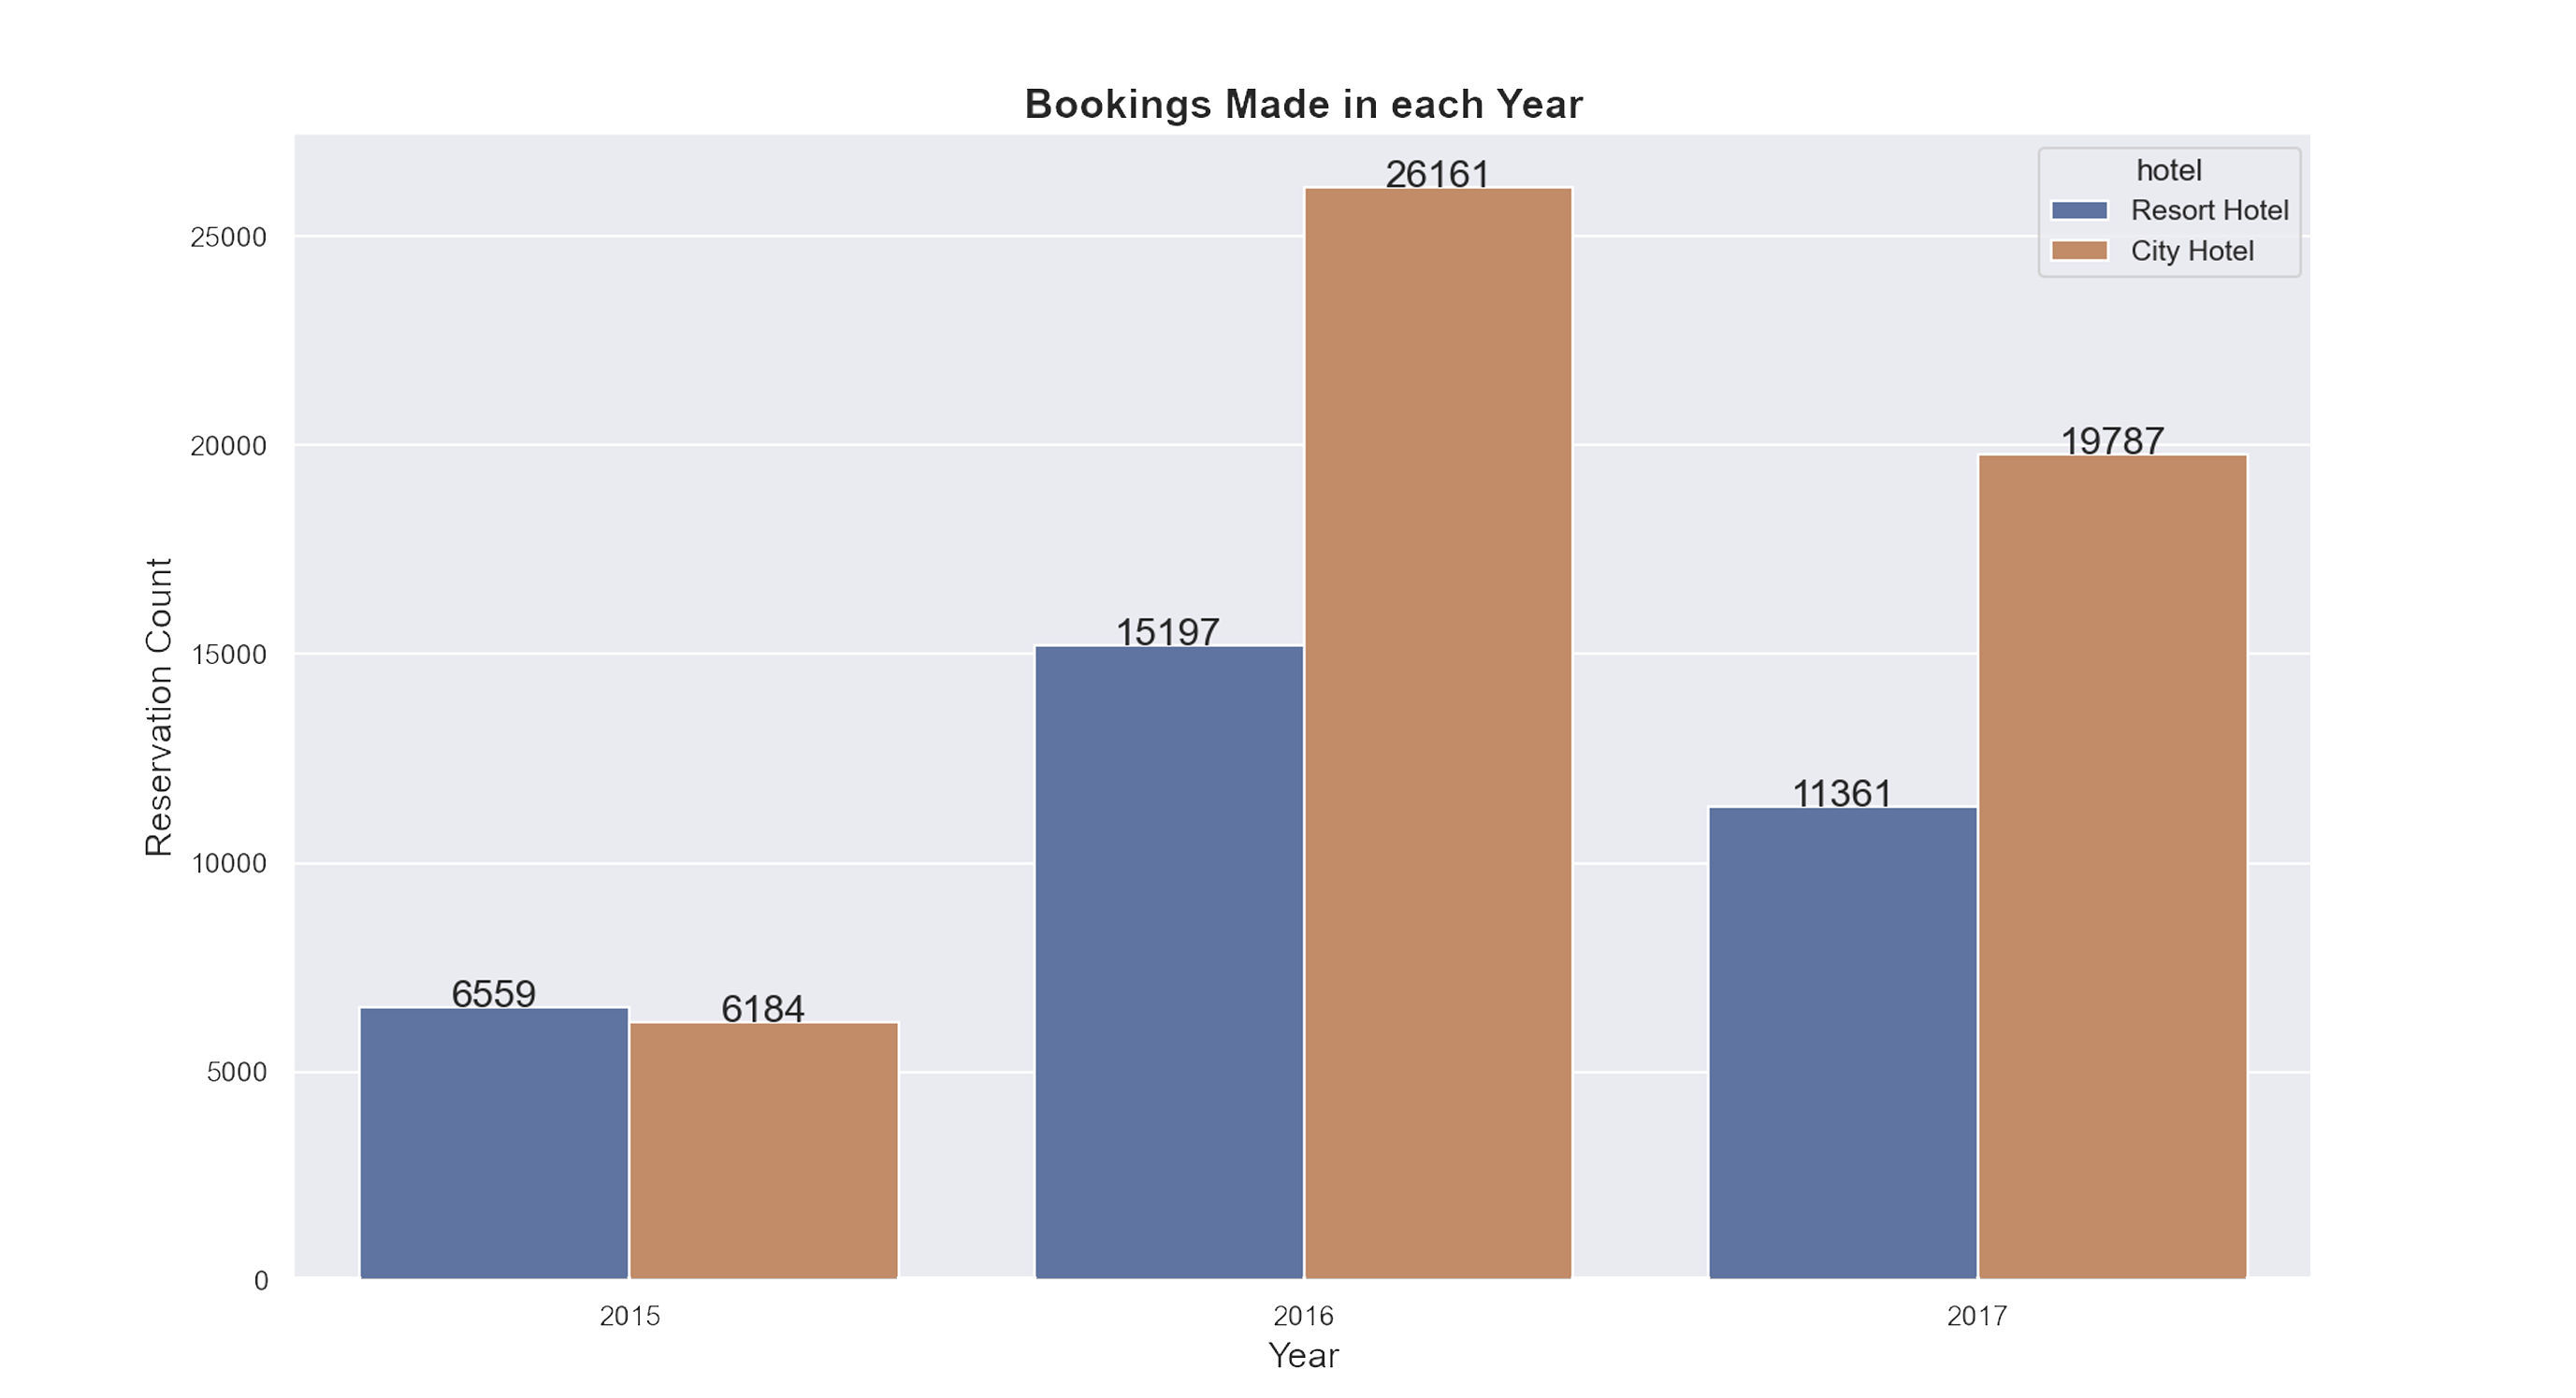 Bookings Made in each Year
hotel
Resort Hotel
City Hotel
Reservation Count
25000
20000
15000
10000
5000
0
6559
6184
15197
26161
11361
19787
2015
2016
2017
Year